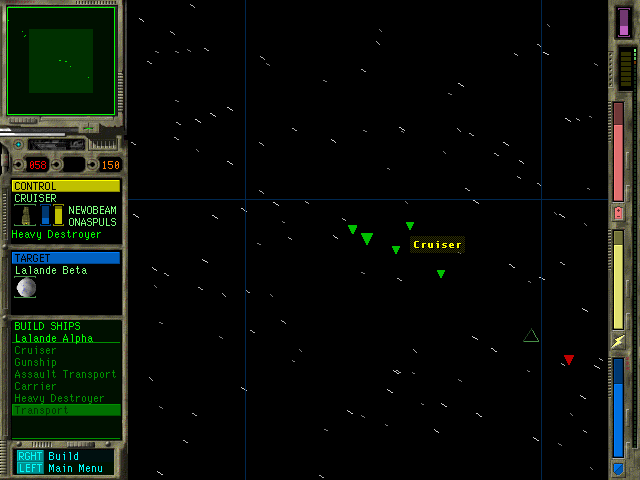 058 150
CONTROL
CRUISER
NEWOBEAM
ONASPULS
Heavy Destroyer
TARGET
Lalande Beta
BUILD SHIPS
Lalande Alpha
Cruiser
Gunship
Assault Transport
Carrier
Heavy Destroyer
Transport
RGHT Build
LEFT Main Menu
Cruiser